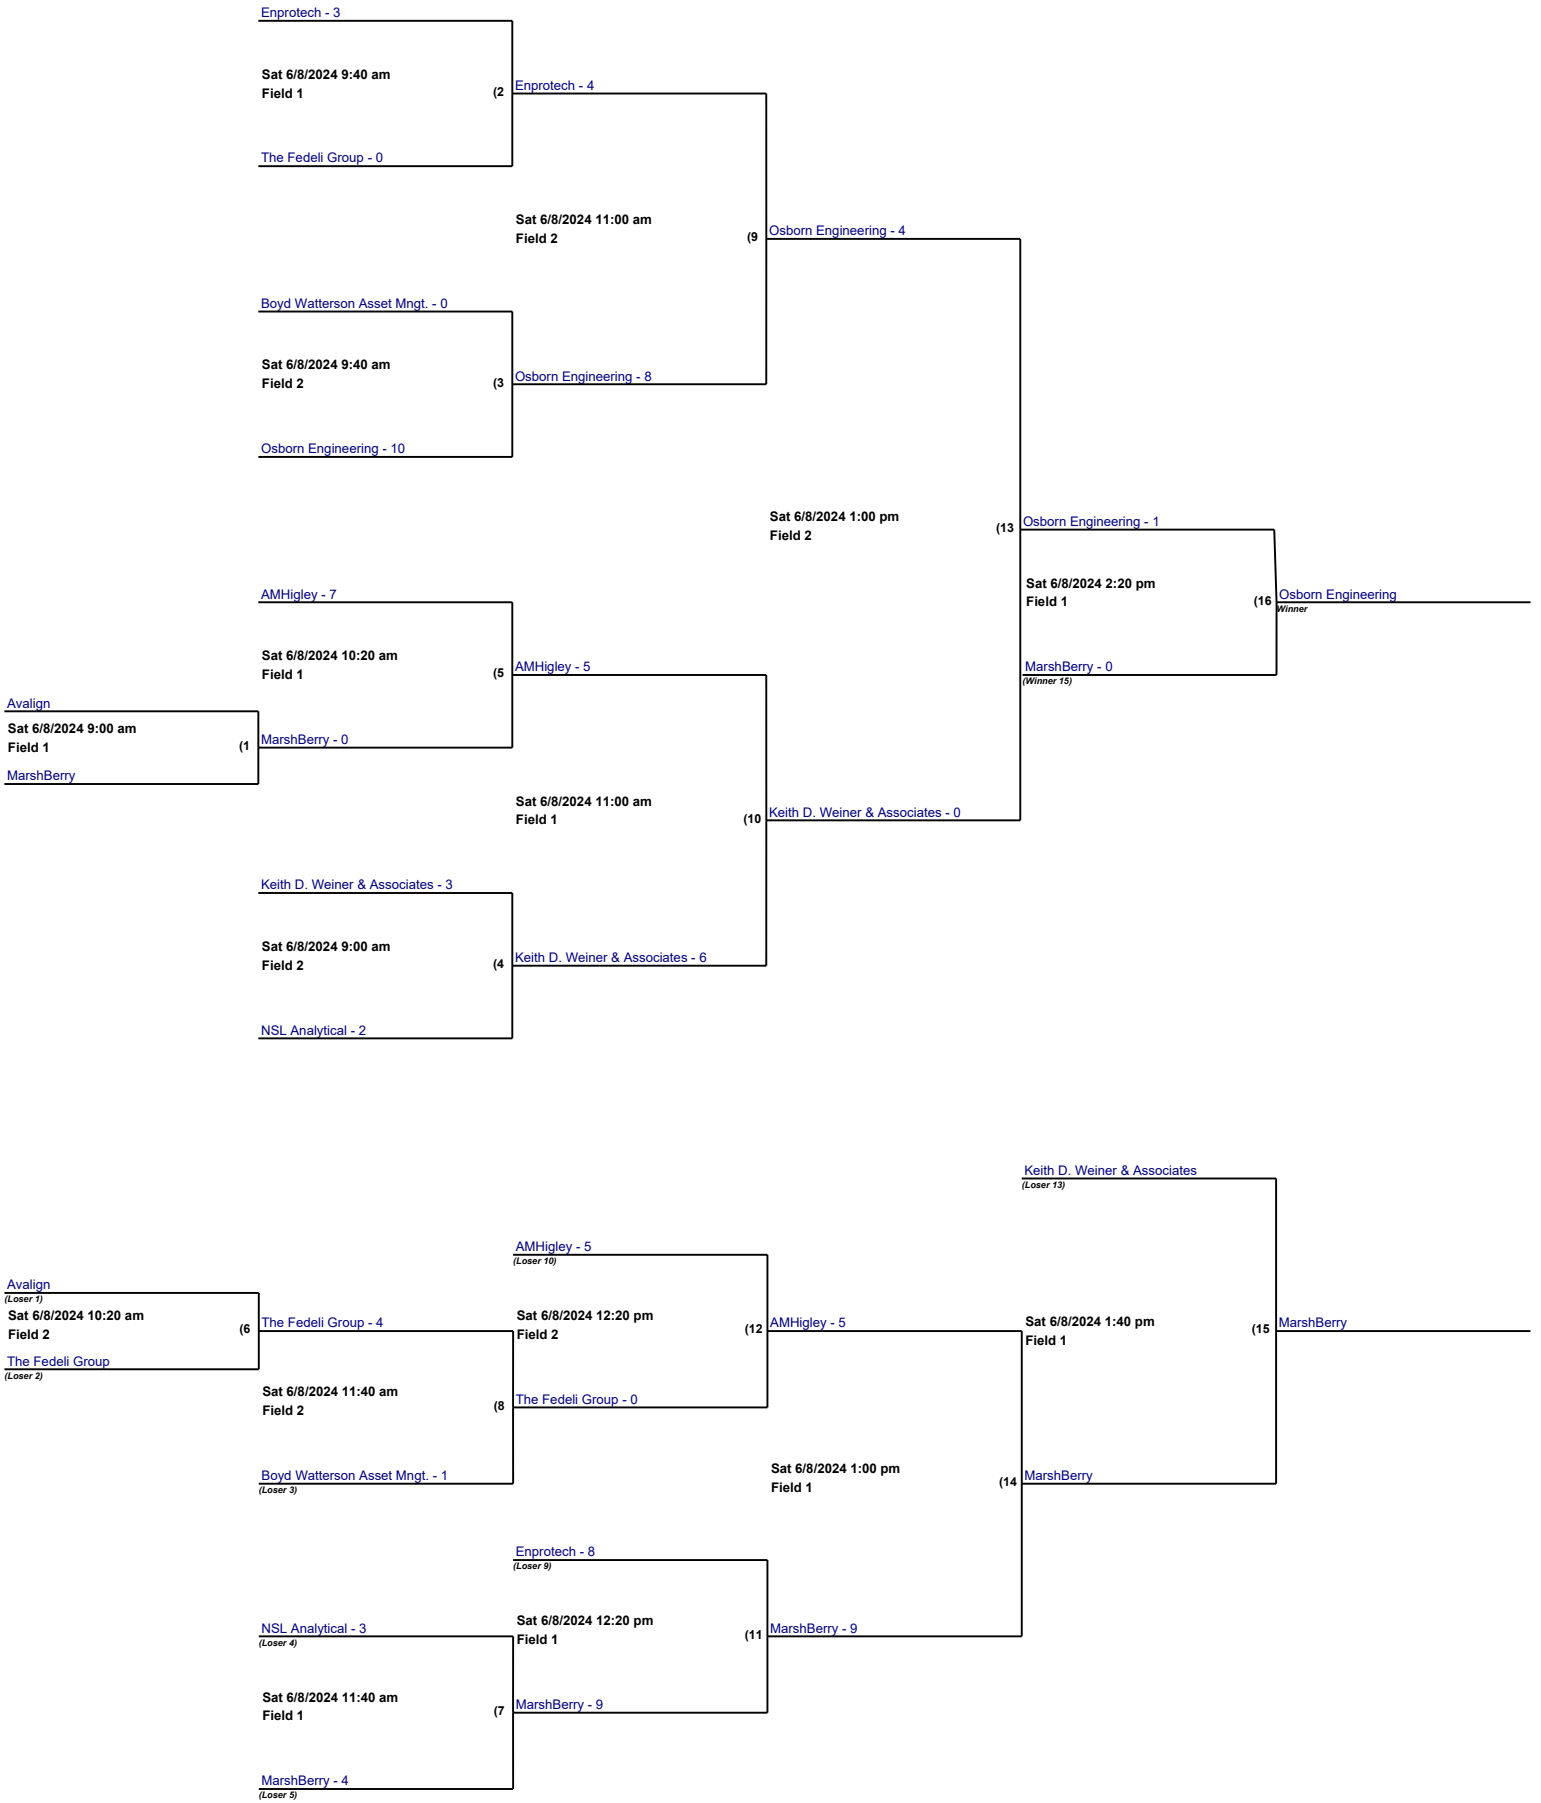 Enprotech - 3
Sat 6/8/2024 9:40 am
Field 1
(2
Enprotech - 4
The Fedeli Group - 0
Sat 6/8/2024 11:00 am
Field 2
(9
Osborn Engineering - 4
Boyd Watterson Asset Mngt. - 0
Sat 6/8/2024 9:40 am
Field 2
(3
Osborn Engineering - 8
Osborn Engineering - 10
Sat 6/8/2024 1:00 pm
Field 2
(13
Osborn Engineering - 1
Sat 6/8/2024 2:20 pm
Field 1
(16
Osborn Engineering
Winner
AMHigley - 7
Sat 6/8/2024 10:20 am
Field 1
(5
AMHigley - 5
MarshBerry - 0
(Winner 15)
Avalign
Sat 6/8/2024 9:00 am
Field 1
(1
MarshBerry - 0
MarshBerry
Sat 6/8/2024 11:00 am
Field 1
(10
Keith D. Weiner & Associates - 0
Keith D. Weiner & Associates - 3
Sat 6/8/2024 9:00 am
Field 2
(4
Keith D. Weiner & Associates - 6
NSL Analytical - 2
Keith D. Weiner & Associates
(Loser 13)
AMHigley - 5
(Loser 10)
Avalign
(Loser 1)
Sat 6/8/2024 10:20 am
Field 2
(6
The Fedeli Group - 4
Sat 6/8/2024 12:20 pm
Field 2
(12
AMHigley - 5
Sat 6/8/2024 1:40 pm
Field 1
(15
MarshBerry
The Fedeli Group
(Loser 2)
Sat 6/8/2024 11:40 am
Field 2
(8
The Fedeli Group - 0
Boyd Watterson Asset Mngt. - 1
(Loser 3)
Sat 6/8/2024 1:00 pm
Field 1
(14
MarshBerry
Enprotech - 8
(Loser 9)
NSL Analytical - 3
(Loser 4)
Sat 6/8/2024 12:20 pm
Field 1
(11
MarshBerry - 9
Sat 6/8/2024 11:40 am
Field 1
(7
MarshBerry - 9
MarshBerry - 4
(Loser 5)